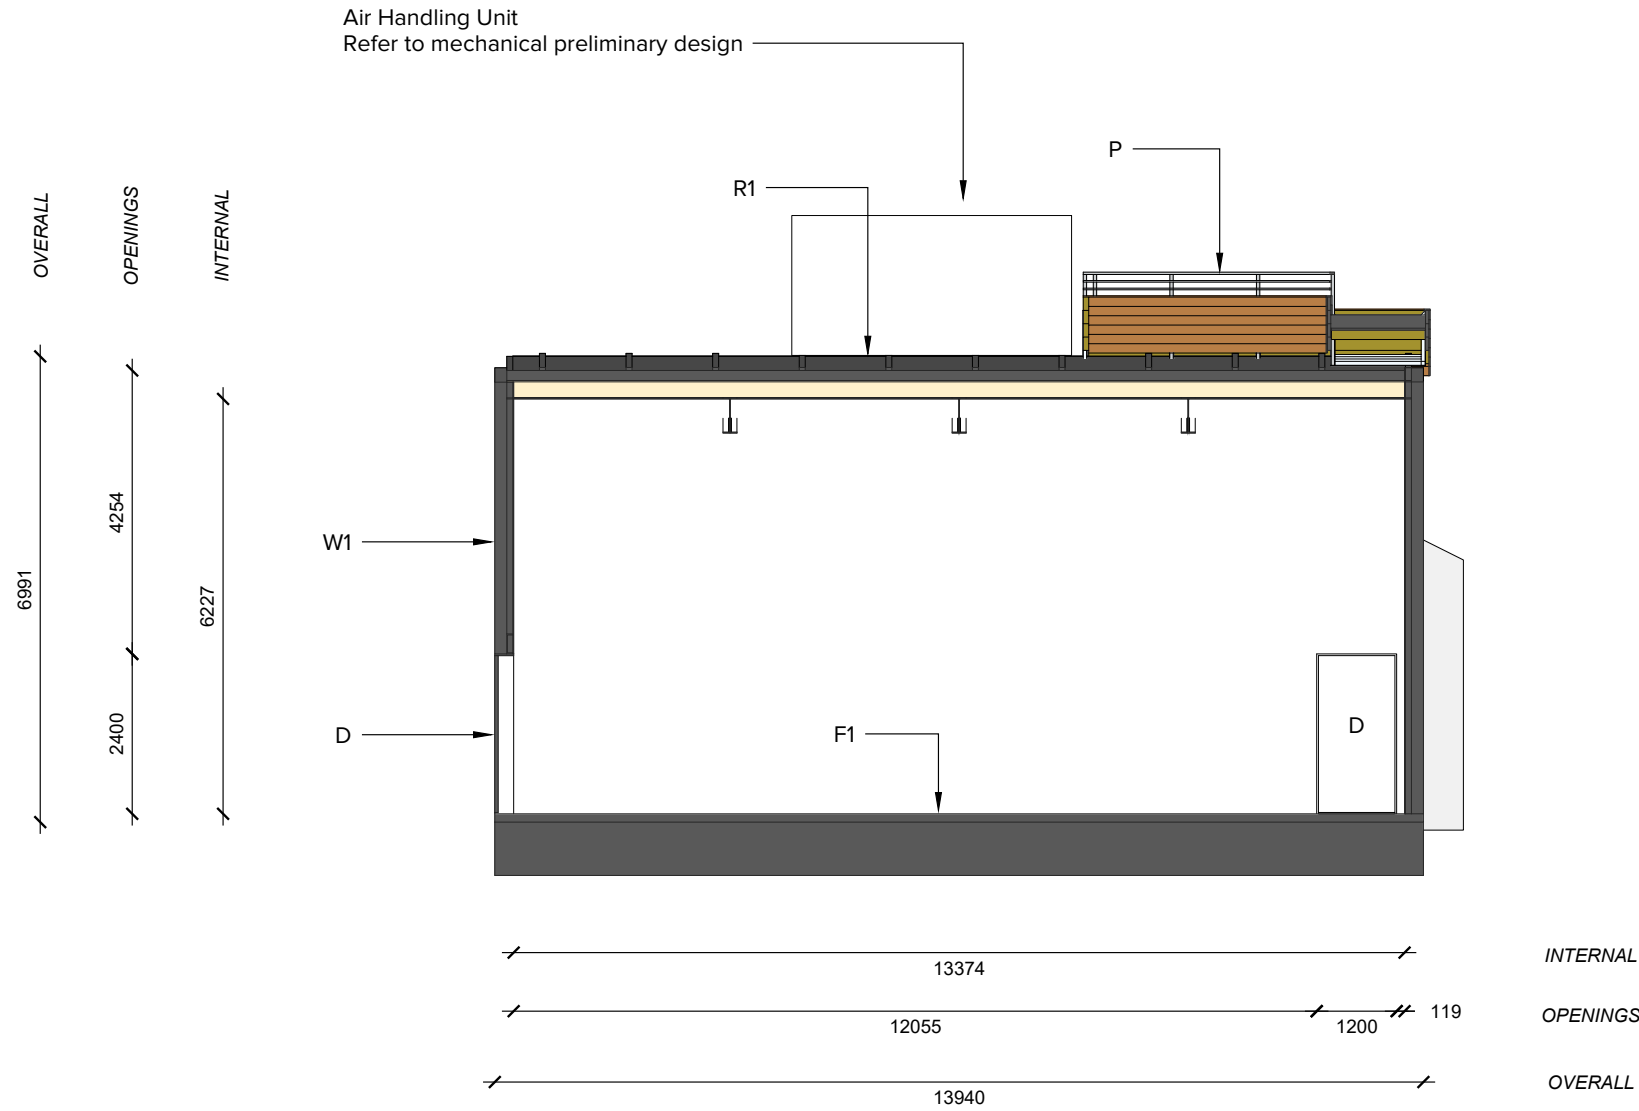 Air Handling Unit
Refer to mechanical preliminary design
P
R1
OVERALL
OPENINGS
INTERNAL
4254
W1
6991
6227
2400
D
F1
D
INTERNAL
13374
119
OPENINGS
12055
1200
OVERALL
13940